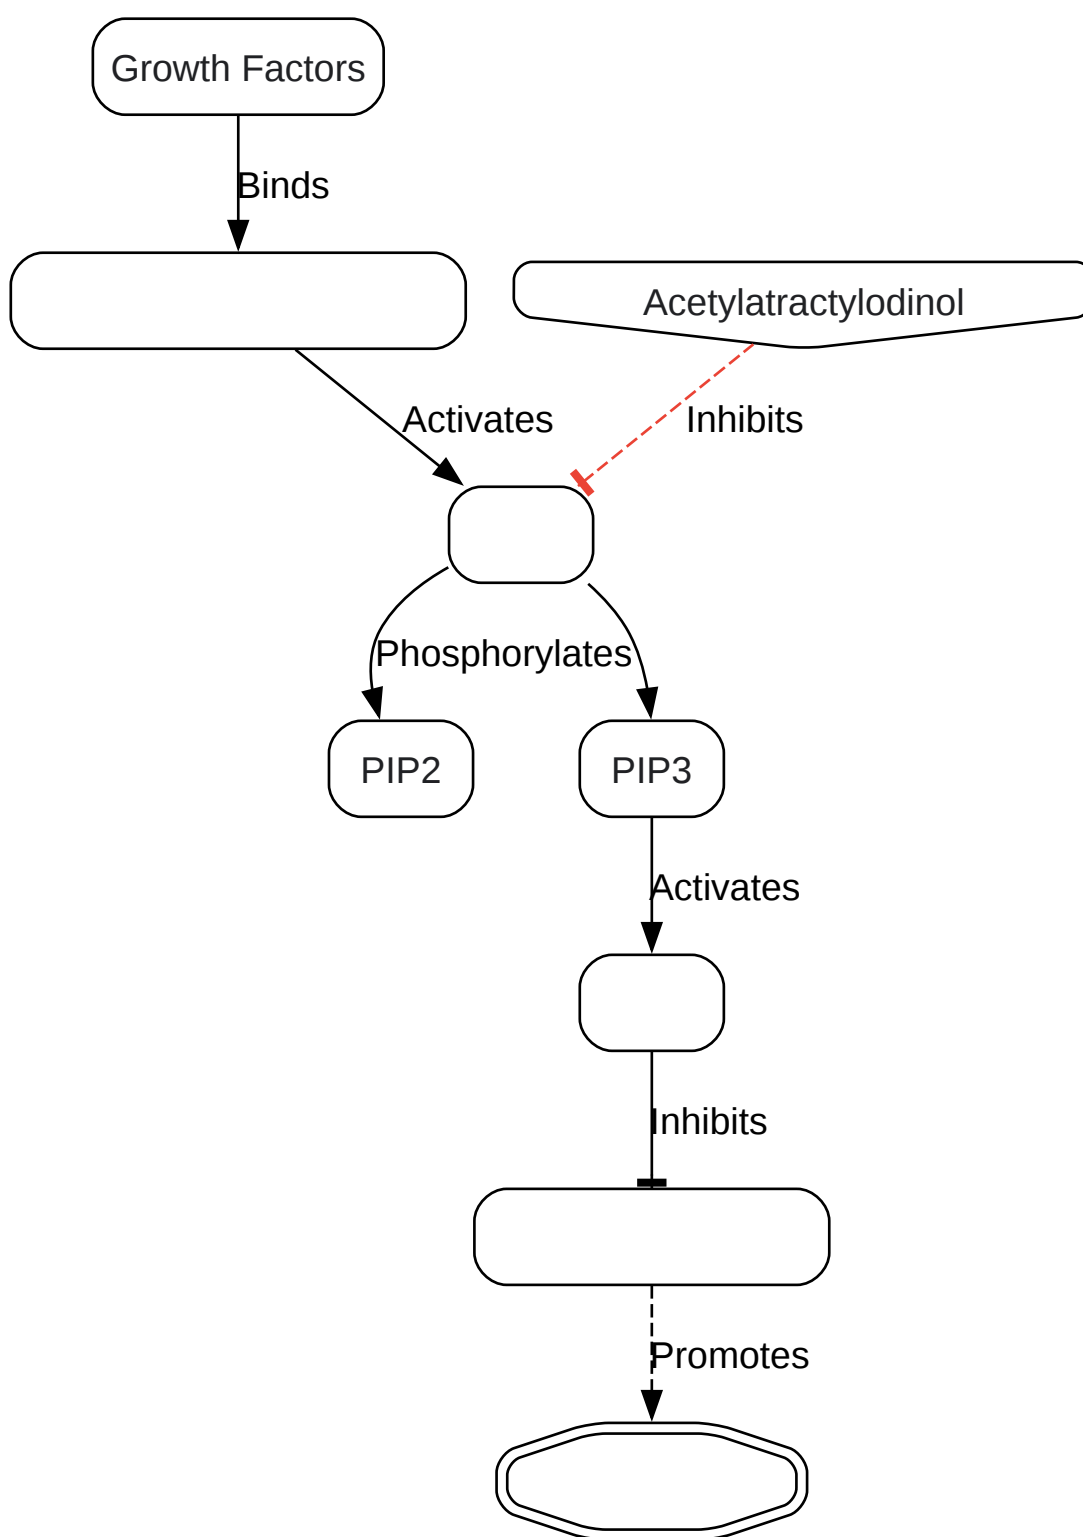 Growth Factors
Binds
Acetylatractylodinol
Activates
Inhibits
Phosphorylates
PIP2
PIP3
Activates
Inhibits
Promotes